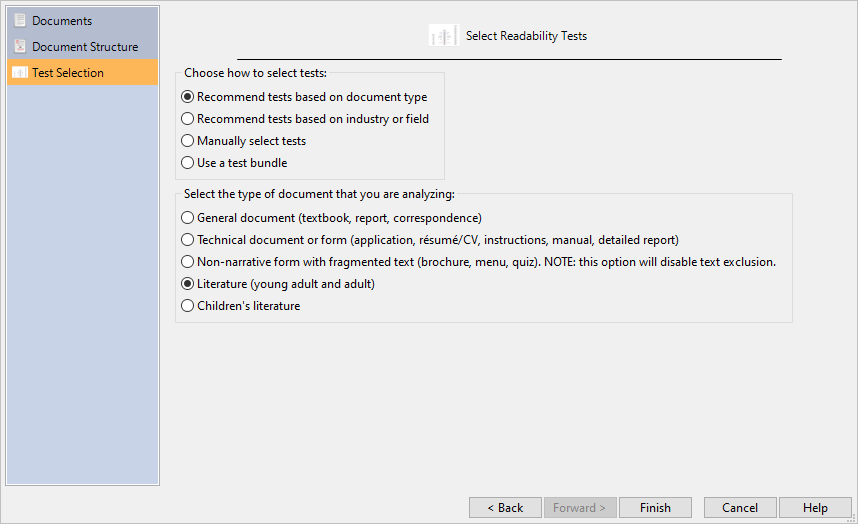 Documents
Document Structure
Test Selection
Select Readability Tests
Choose how to select tests:
Recommend tests based on document type
Recommend tests based on industry or field
Manually select tests
Use a test bundle
Select the type of document that you are analyzing:
General document (textbook, report, correspondence)
Technical document or form (application, résumé/CV, instructions, manual, detailed report)
Non-narrative form with fragmented text (brochure, menu, quiz). NOTE: this option will disable text exclusion.
Literature (young adult and adult)
Children's literature
< Back
Forward >
Finish
Cancel
Help